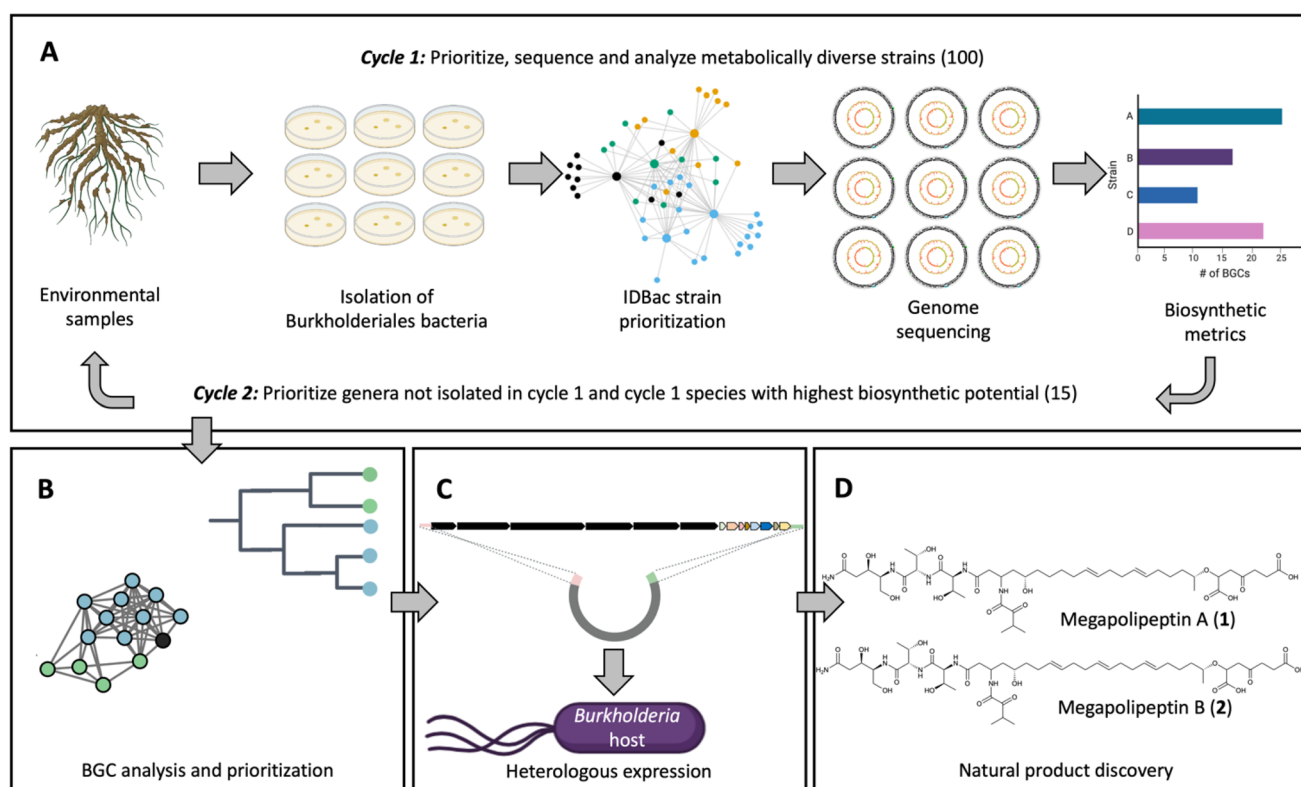 A
Cycle 1: Prioritize, sequence and analyze metabolically diverse strains (100)
Environmental
samples
Isolation of
Burkholderiales bacteria
IDBac strain
prioritization
Genome
sequencing
Strain
A
B
C
D
0 5 10 15 20 25
# of BGCs
Biosynthetic
metrics
Cycle 2: Prioritize genera not isolated in cycle 1 and cycle 1 species with highest biosynthetic potential (15)
B
BGC analysis and prioritization
C
Burkholderia
host
Heterologous expression
D
Megapolipeptin A (1)
Megapolipeptin B (2)
Natural product discovery